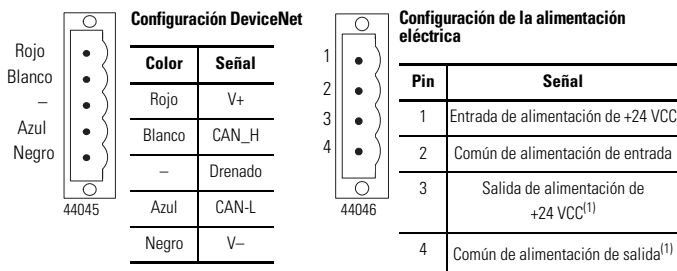 Configuración DeviceNet
Rojo
Blanco
–
Azul
Negro
44045
Color Señal
Rojo V+
Blanco CAN_H
– Drenado
Azul CAN-L
Negro V–
Configuración de la alimentación
eléctrica
1
2
3
4
44046
Pin Señal
1 Entrada de alimentación de +24 VCC
2 Común de alimentación de entrada
3 Salida de alimentación de
+24 VCC(1)
4 Común de alimentación de salida(1)